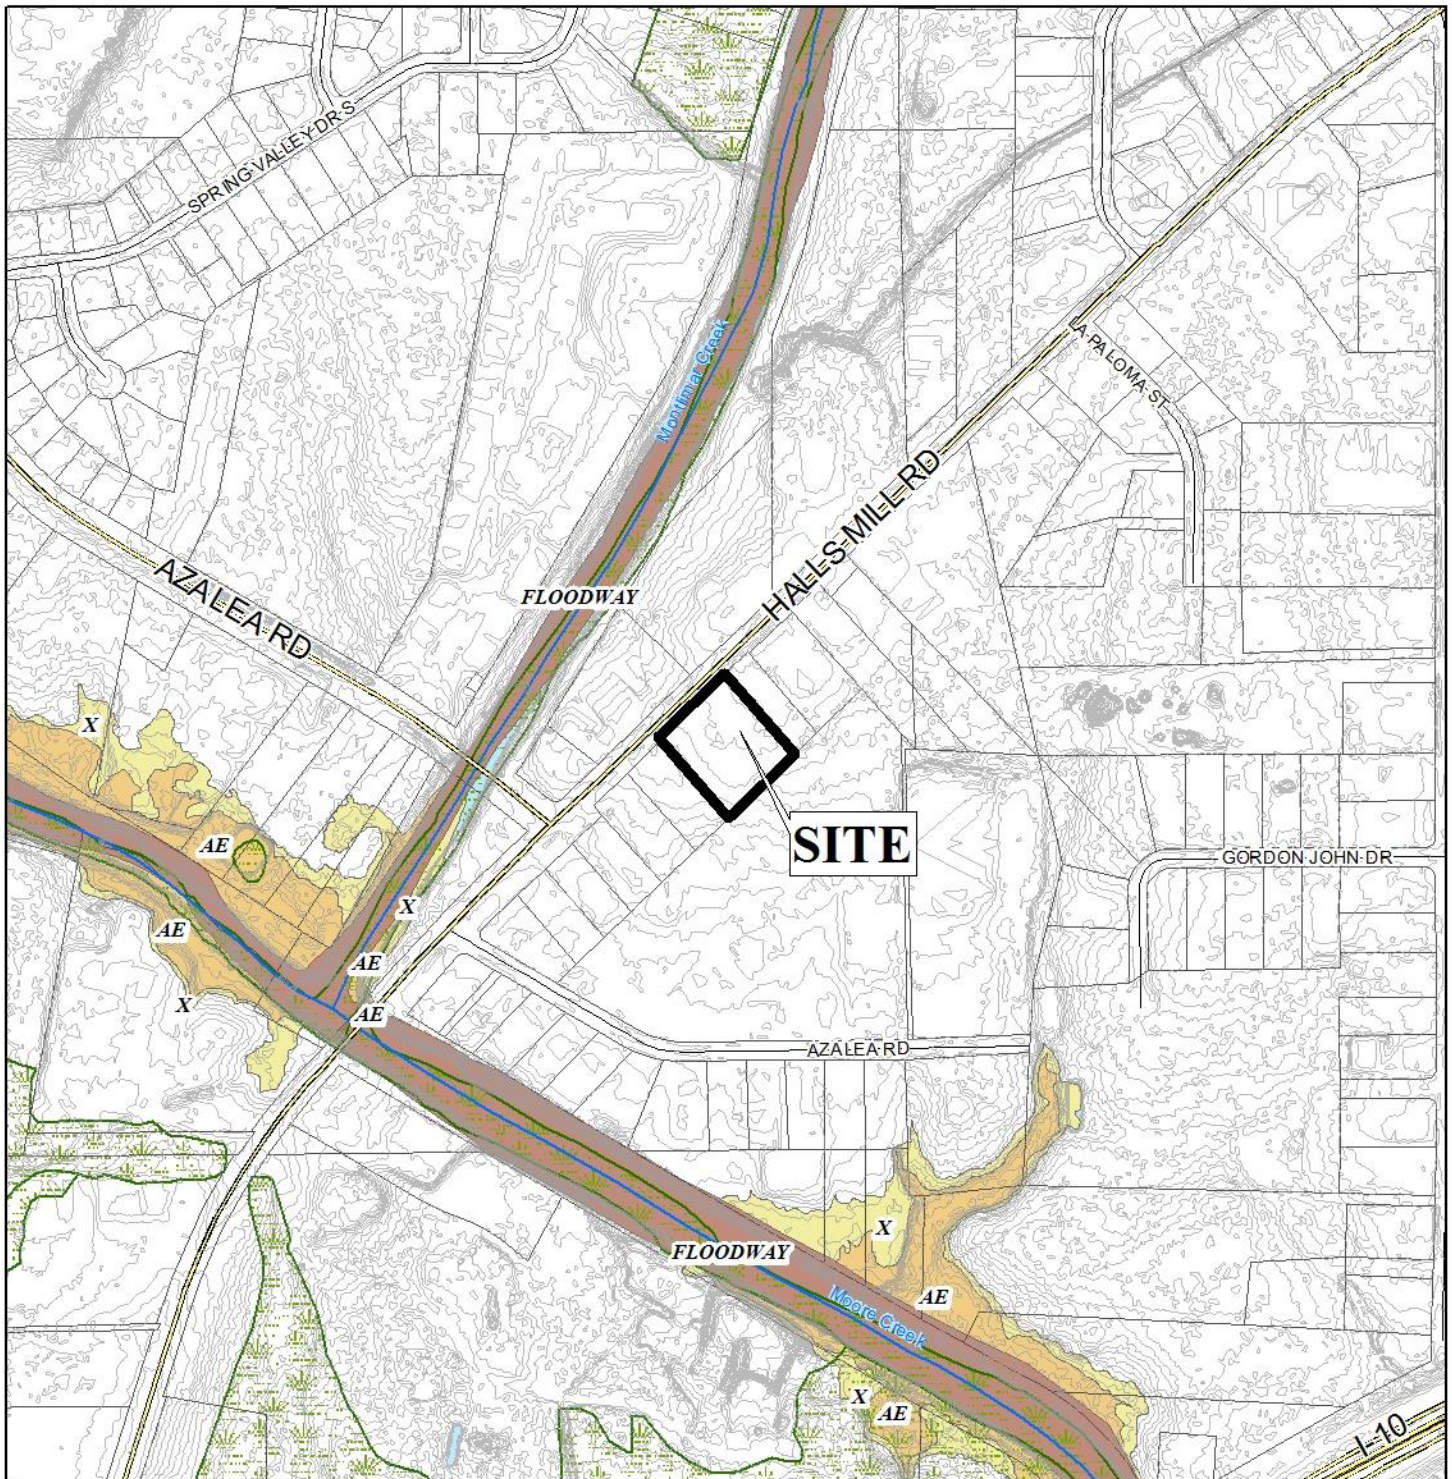 SPRING VALLEY DR S
Montlimar Creek
LA PALOMA ST
HALLS MILL RD
AZALEA RD
FLOODWAY
X
SITE
AE
GORDON JOHN DR
X
AE
AE
X
AE
AZALEA RD
X
FLOODWAY
AE
Moore Creek
X
AE
I-10